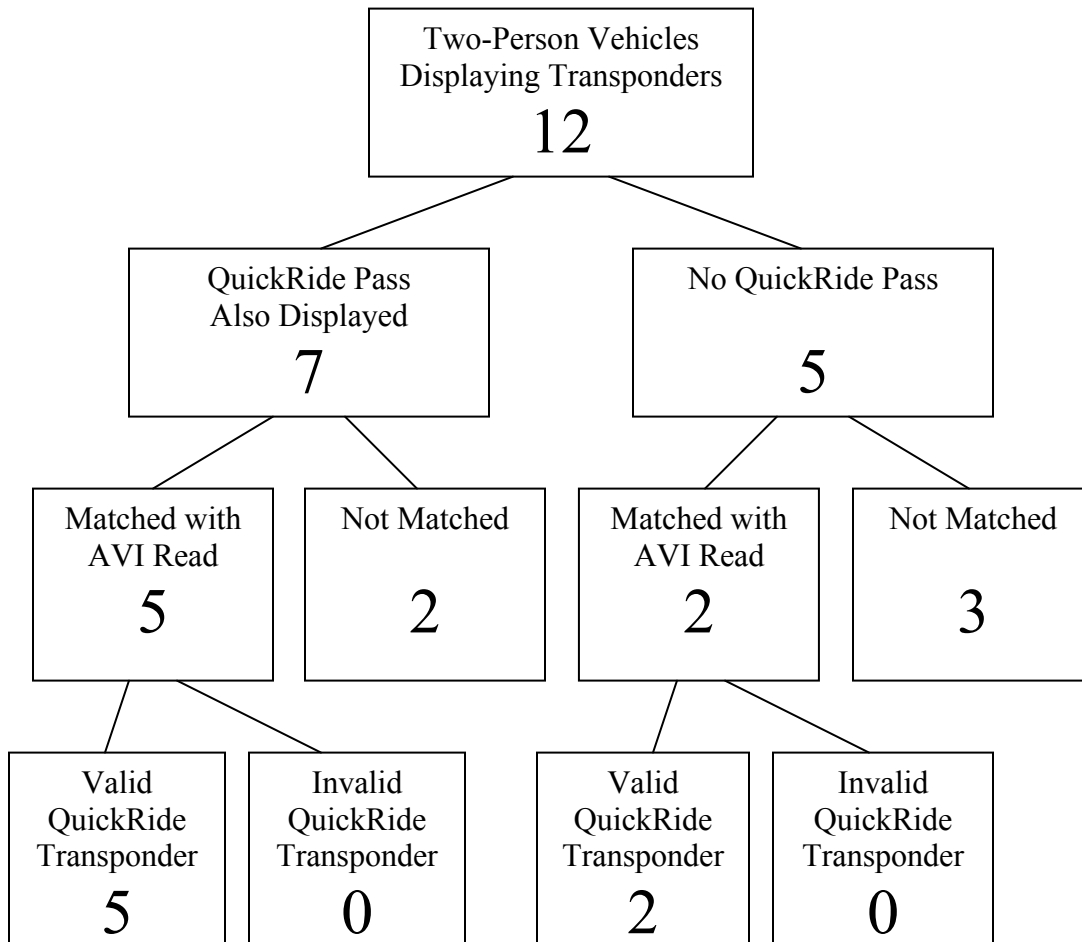 Two-Person Vehicles
Displaying Transponders
12
QuickRide Pass
Also Displayed
7
No QuickRide Pass
5
Matched with
AVI Read
5
Not Matched
2
Matched with
AVI Read
2
Not Matched
3
Valid
QuickRide
Transponder
5
Invalid
QuickRide
Transponder
0
Valid
QuickRide
Transponder
2
Invalid
QuickRide
Transponder
0